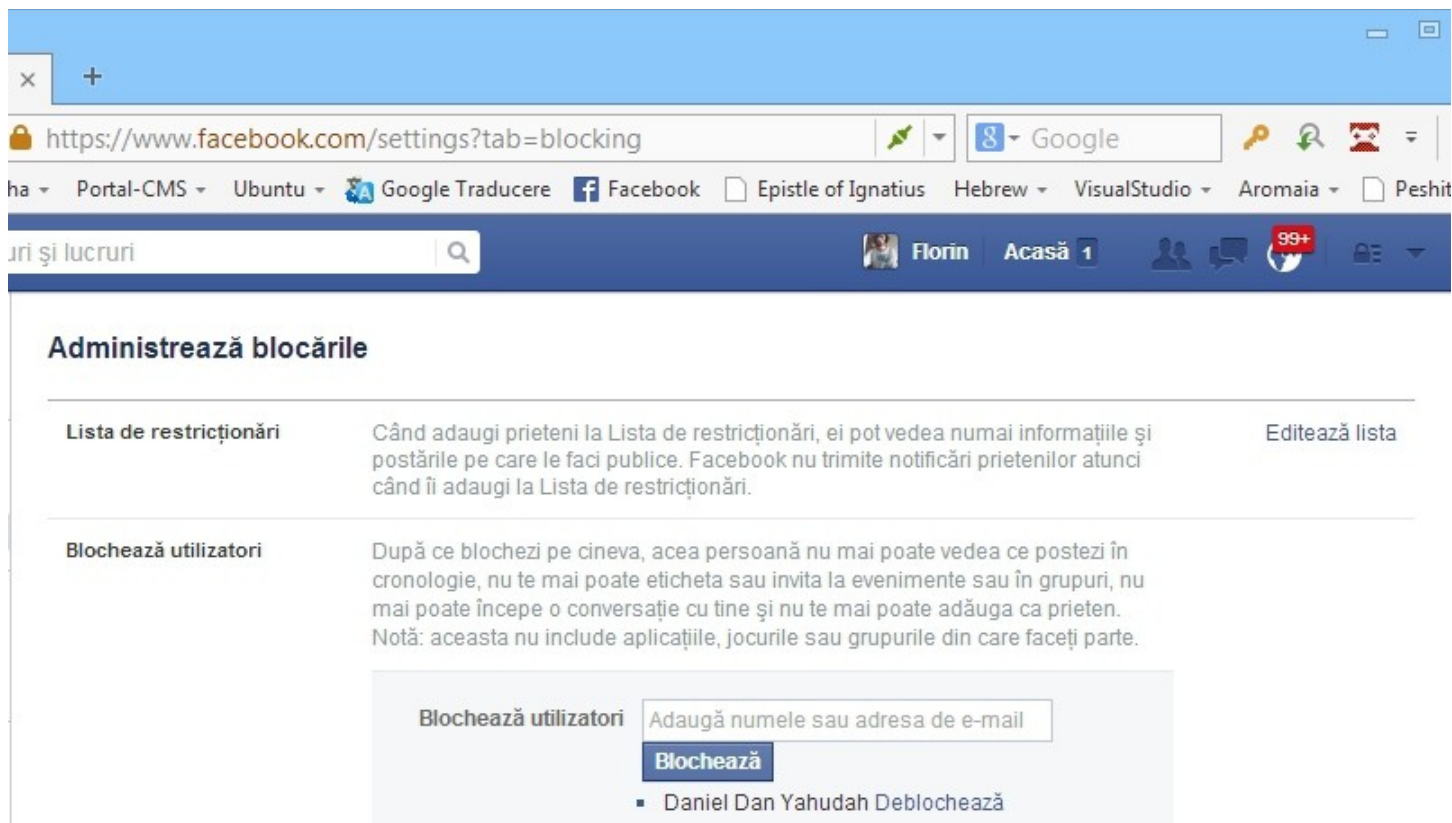 × +
https://www.facebook.com/settings?tab=blocking 8 Google
ha Portal-CMS Ubuntu Google Traducere Facebook Epistle of Ignatius Hebrew VisualStudio Aromaia Peshit
uri şi lucruri Florin Acasă 1 99+
Administrează blocările
Lista de restricționări Când adaugi prieteni la Lista de restricționări, ei pot vedea numai informațiile şi Editează lista
postările pe care le faci publice. Facebook nu trimite notificări prietenilor atunci
când îi adaugi la Lista de restricționări.
Blochează utilizatori După ce blochezi pe cineva, acea persoană nu mai poate vedea ce postezi în
cronologie, nu te mai poate eticheta sau invita la evenimente sau în grupuri, nu
mai poate începe o conversație cu tine şi nu te mai poate adăuga ca prieten.
Notă: aceasta nu include aplicațiile, jocurile sau grupurile din care faceți parte.
Blochează utilizatori Adaugă numele sau adresa de e-mail
Blochează
▪ Daniel Dan Yahudah Deblochează